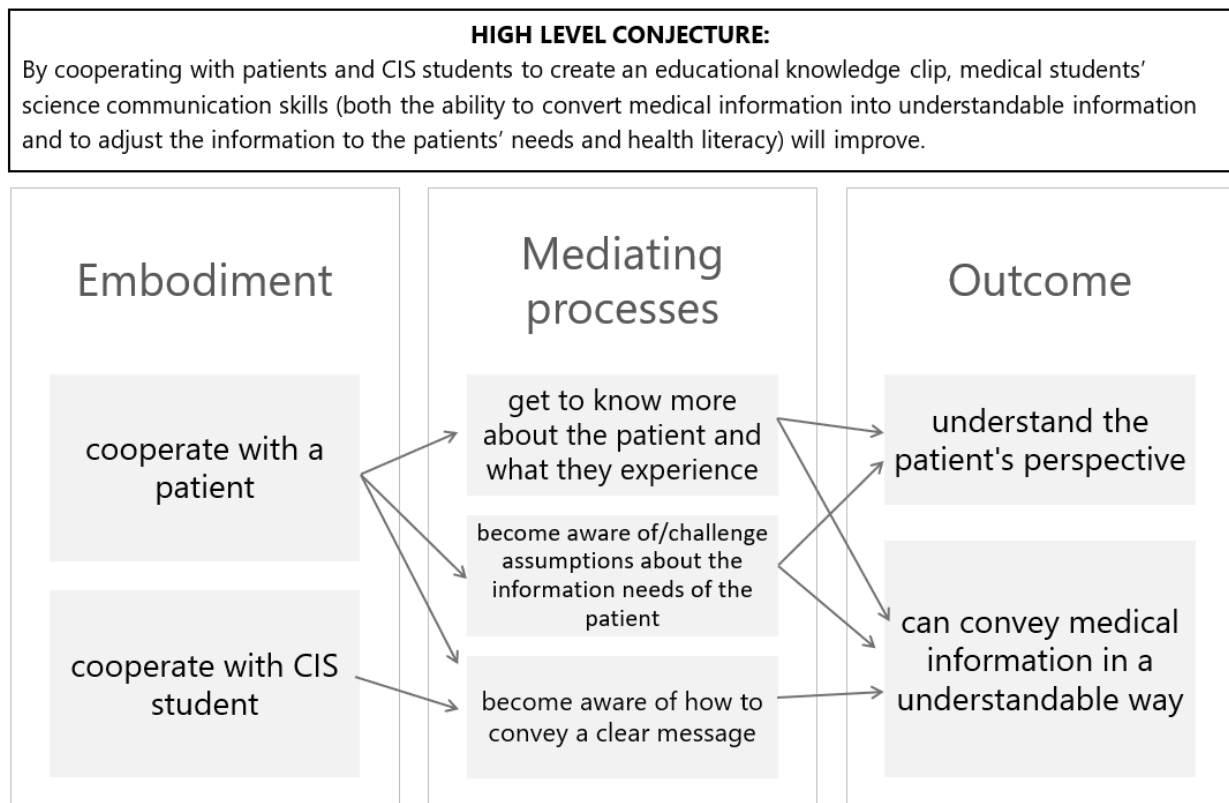 HIGH LEVEL CONJECTURE:
By cooperating with patients and CIS students to create an educational knowledge clip, medical students’
science communication skills (both the ability to convert medical information into understandable information
and to adjust the information to the patients’ needs and health literacy) will improve.
Embodiment
cooperate with a
patient
cooperate with CIS
student
Mediating
processes
get to know more
about the patient and
what they experience
become aware of/challenge
assumptions about the
information needs of the
patient
become aware of how to
convey a clear message
Outcome
understand the
patient's perspective
can convey medical
information in a
understandable way